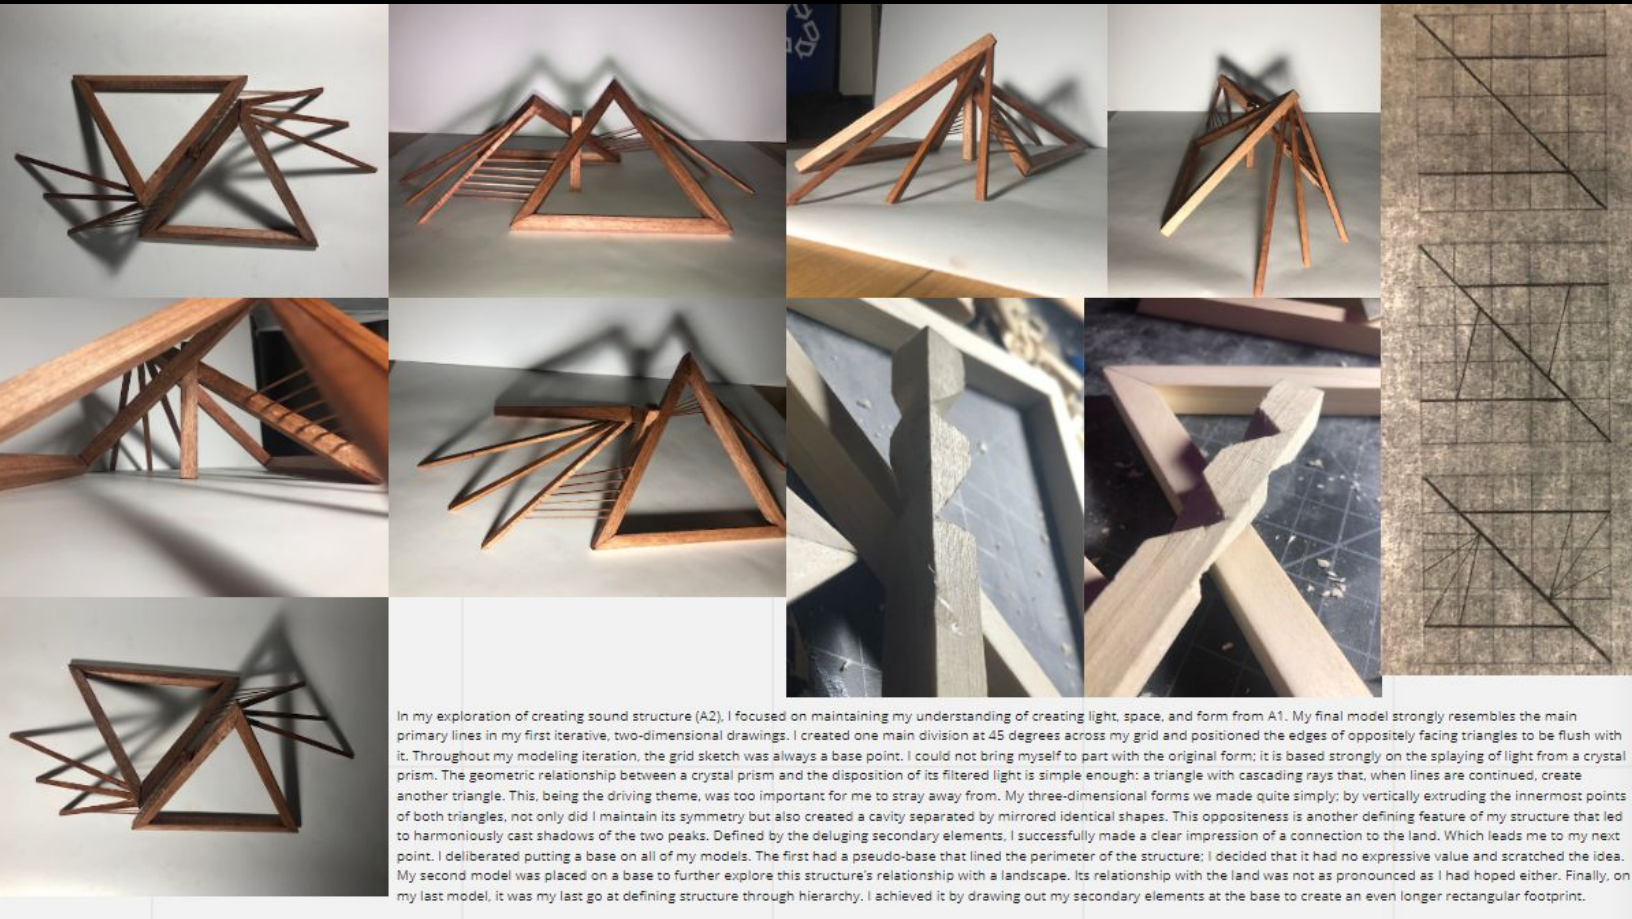 In my exploration of creating sound structure (A2), I focused on maintaining my understanding of creating light, space, and form from A1. My final model strongly resembles the main
primary lines in my first iterative, two-dimensional drawings. I created one main division at 45 degrees across my grid and positioned the edges of oppositely facing triangles to be flush with
it. Throughout my modeling iteration, the grid sketch was always a base point. I could not bring myself to part with the original form; it is based strongly on the splaying of light from a crystal
prism. The geometric relationship between a crystal prism and the disposition of its filtered light is simple enough: a triangle with cascading rays that, when lines are continued, create
another triangle. This, being the driving theme, was too important for me to stray away from. My three-dimensional forms we made quite simply; by vertically extruding the innermost points
of both triangles, not only did I maintain its symmetry but also created a cavity separated by mirrored identical shapes. This oppositeness is another defining feature of my structure that led
to harmoniously cast shadows of the two peaks. Defined by the deluging secondary elements, I successfully made a clear impression of a connection to the land. Which leads me to my next
point. I deliberated putting a base on all of my models. The first had a pseudo-base that lined the perimeter of the structure; I decided that it had no expressive value and scratched the idea.
My second model was placed on a base to further explore this structure's relationship with a landscape. Its relationship with the land was not as pronounced as I had hoped either. Finally, on
my last model, it was my last go at defining structure through hierarchy. I achieved it by drawing out my secondary elements at the base to create an even longer rectangular footprint.